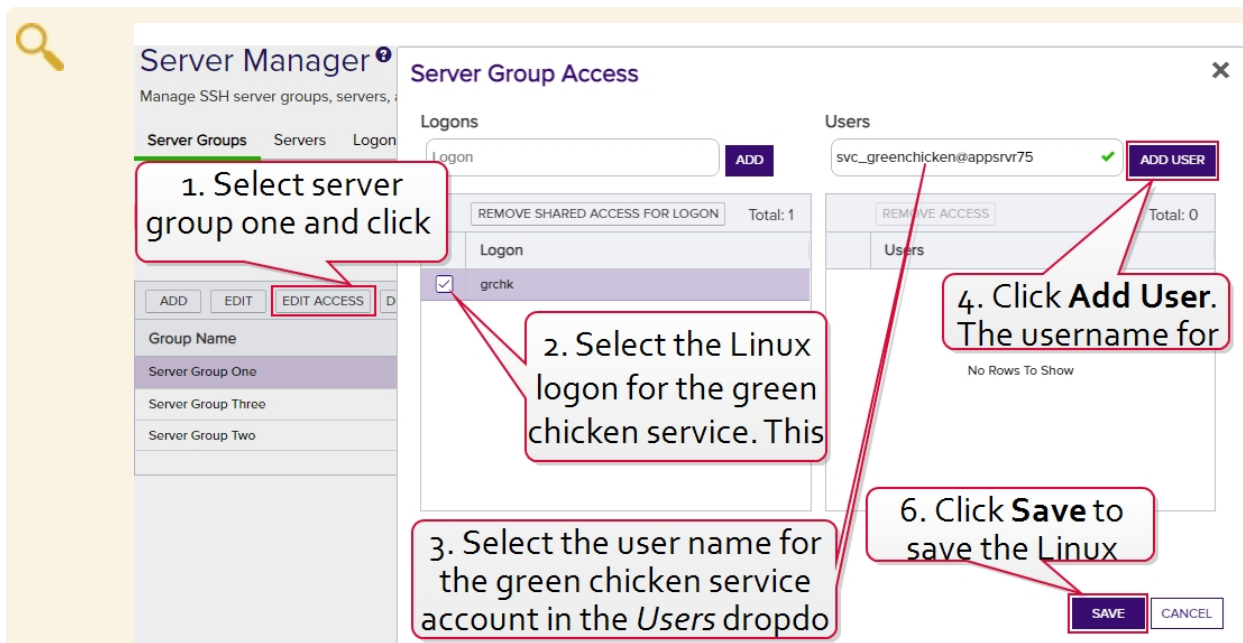 Server Manager ?
Manage SSH server groups, servers,
Server Groups Servers Logon
1. Select server
group one and click
ADD EDIT EDIT ACCESS D
Group Name
Server Group One
Server Group Three
Server Group Two
Server Group Access
Logons
Logon ADD
REMOVE SHARED ACCESS FOR LOGON Total: 1
Logon
grchk
2. Select the Linux
logon for the green
chicken service. This
3. Select the user name for
the green chicken service
account in the Users dropdo
Users
svc_greenchicken@appsrvr75 ADD USER
REMOVE ACCESS Total: 0
Users
4. Click Add User.
The username for
No Rows To Show
6. Click Save to
save the Linux
SAVE CANCEL